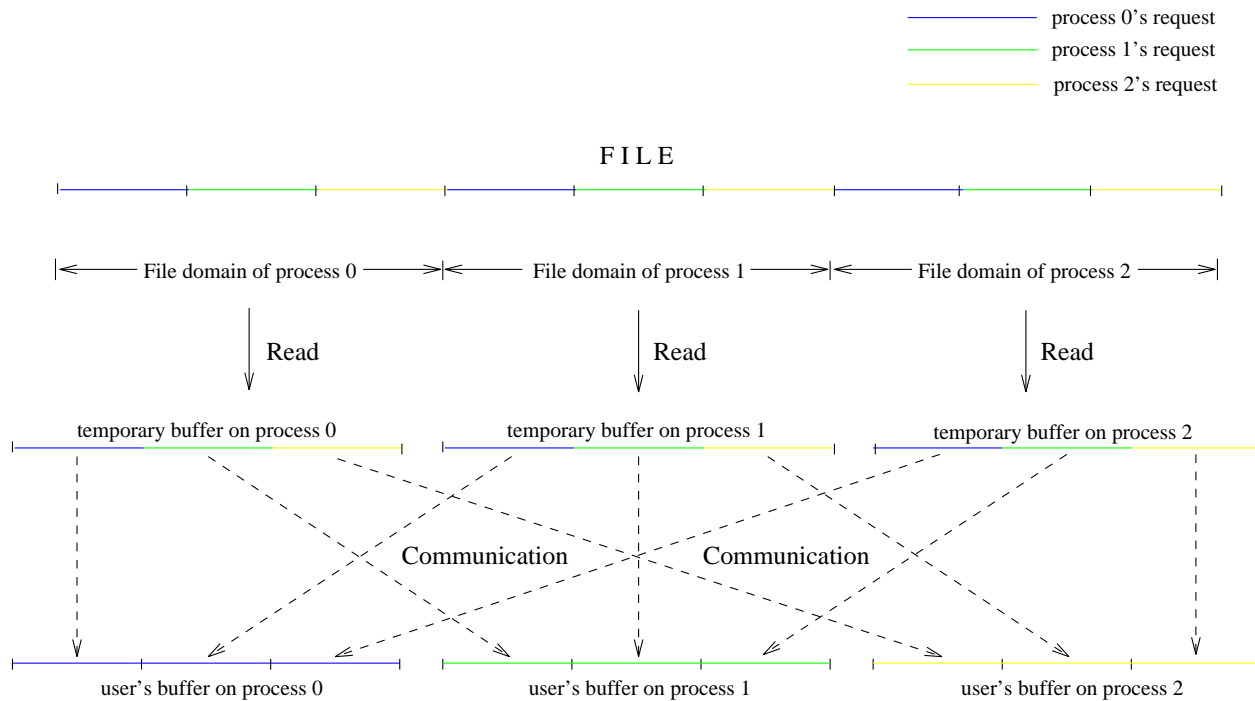 process 0’s request
process 1’s request
process 2’s request
F I L E
File domain of process 0
File domain of process 1
File domain of process 2
Read
Read
Read
temporary buffer on process 0
temporary buffer on process 1
temporary buffer on process 2
Communication
Communication
user’s buffer on process 0
user’s buffer on process 1
user’s buffer on process 2